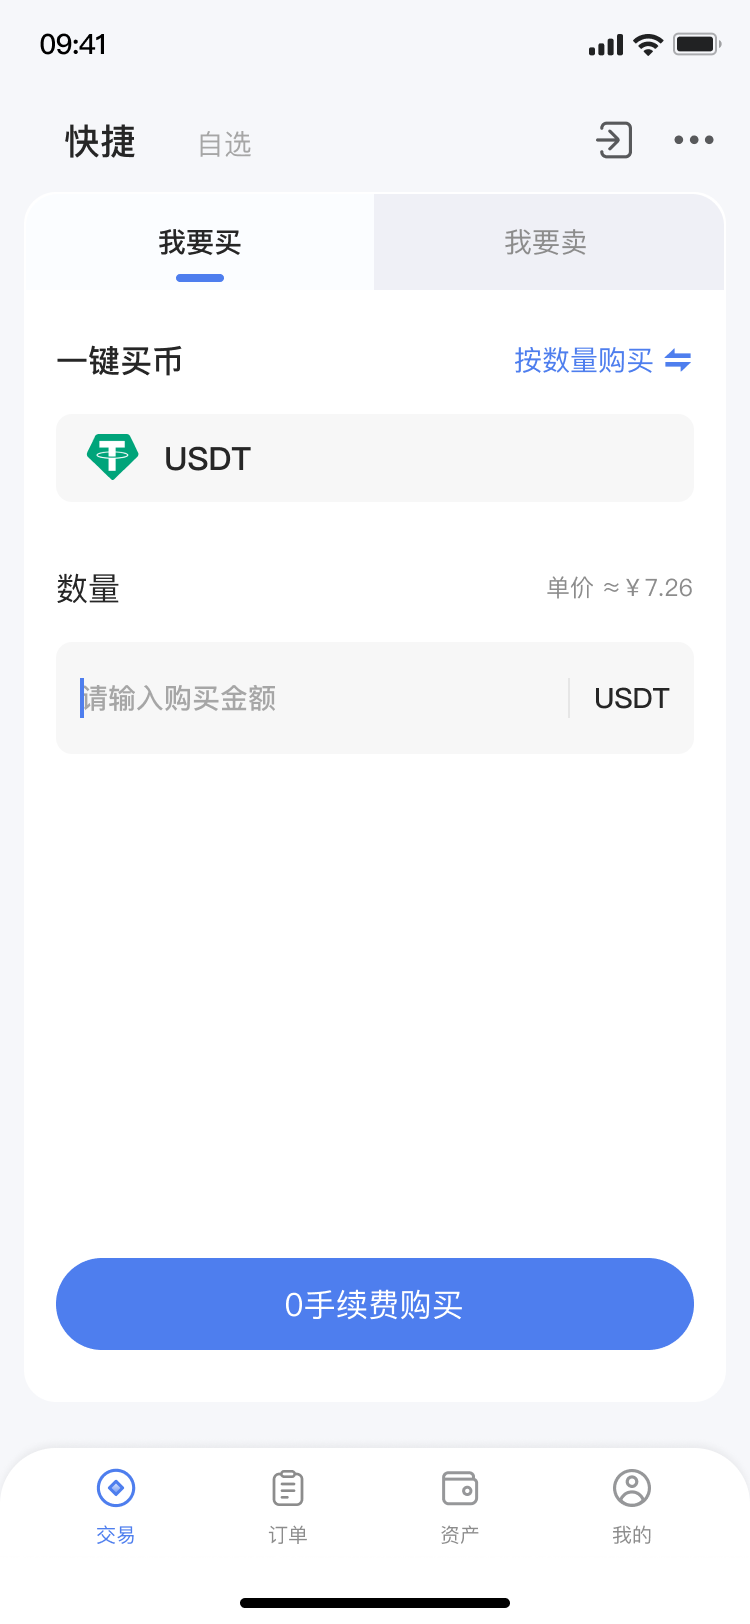 09:41
快捷 自选
我要买 我要卖
一键买币 按数量购买
USDT
数量 单价 ≈ ¥ 7.26
请输入购买金额 USDT
0手续费购买
交易 订单 资产 我的